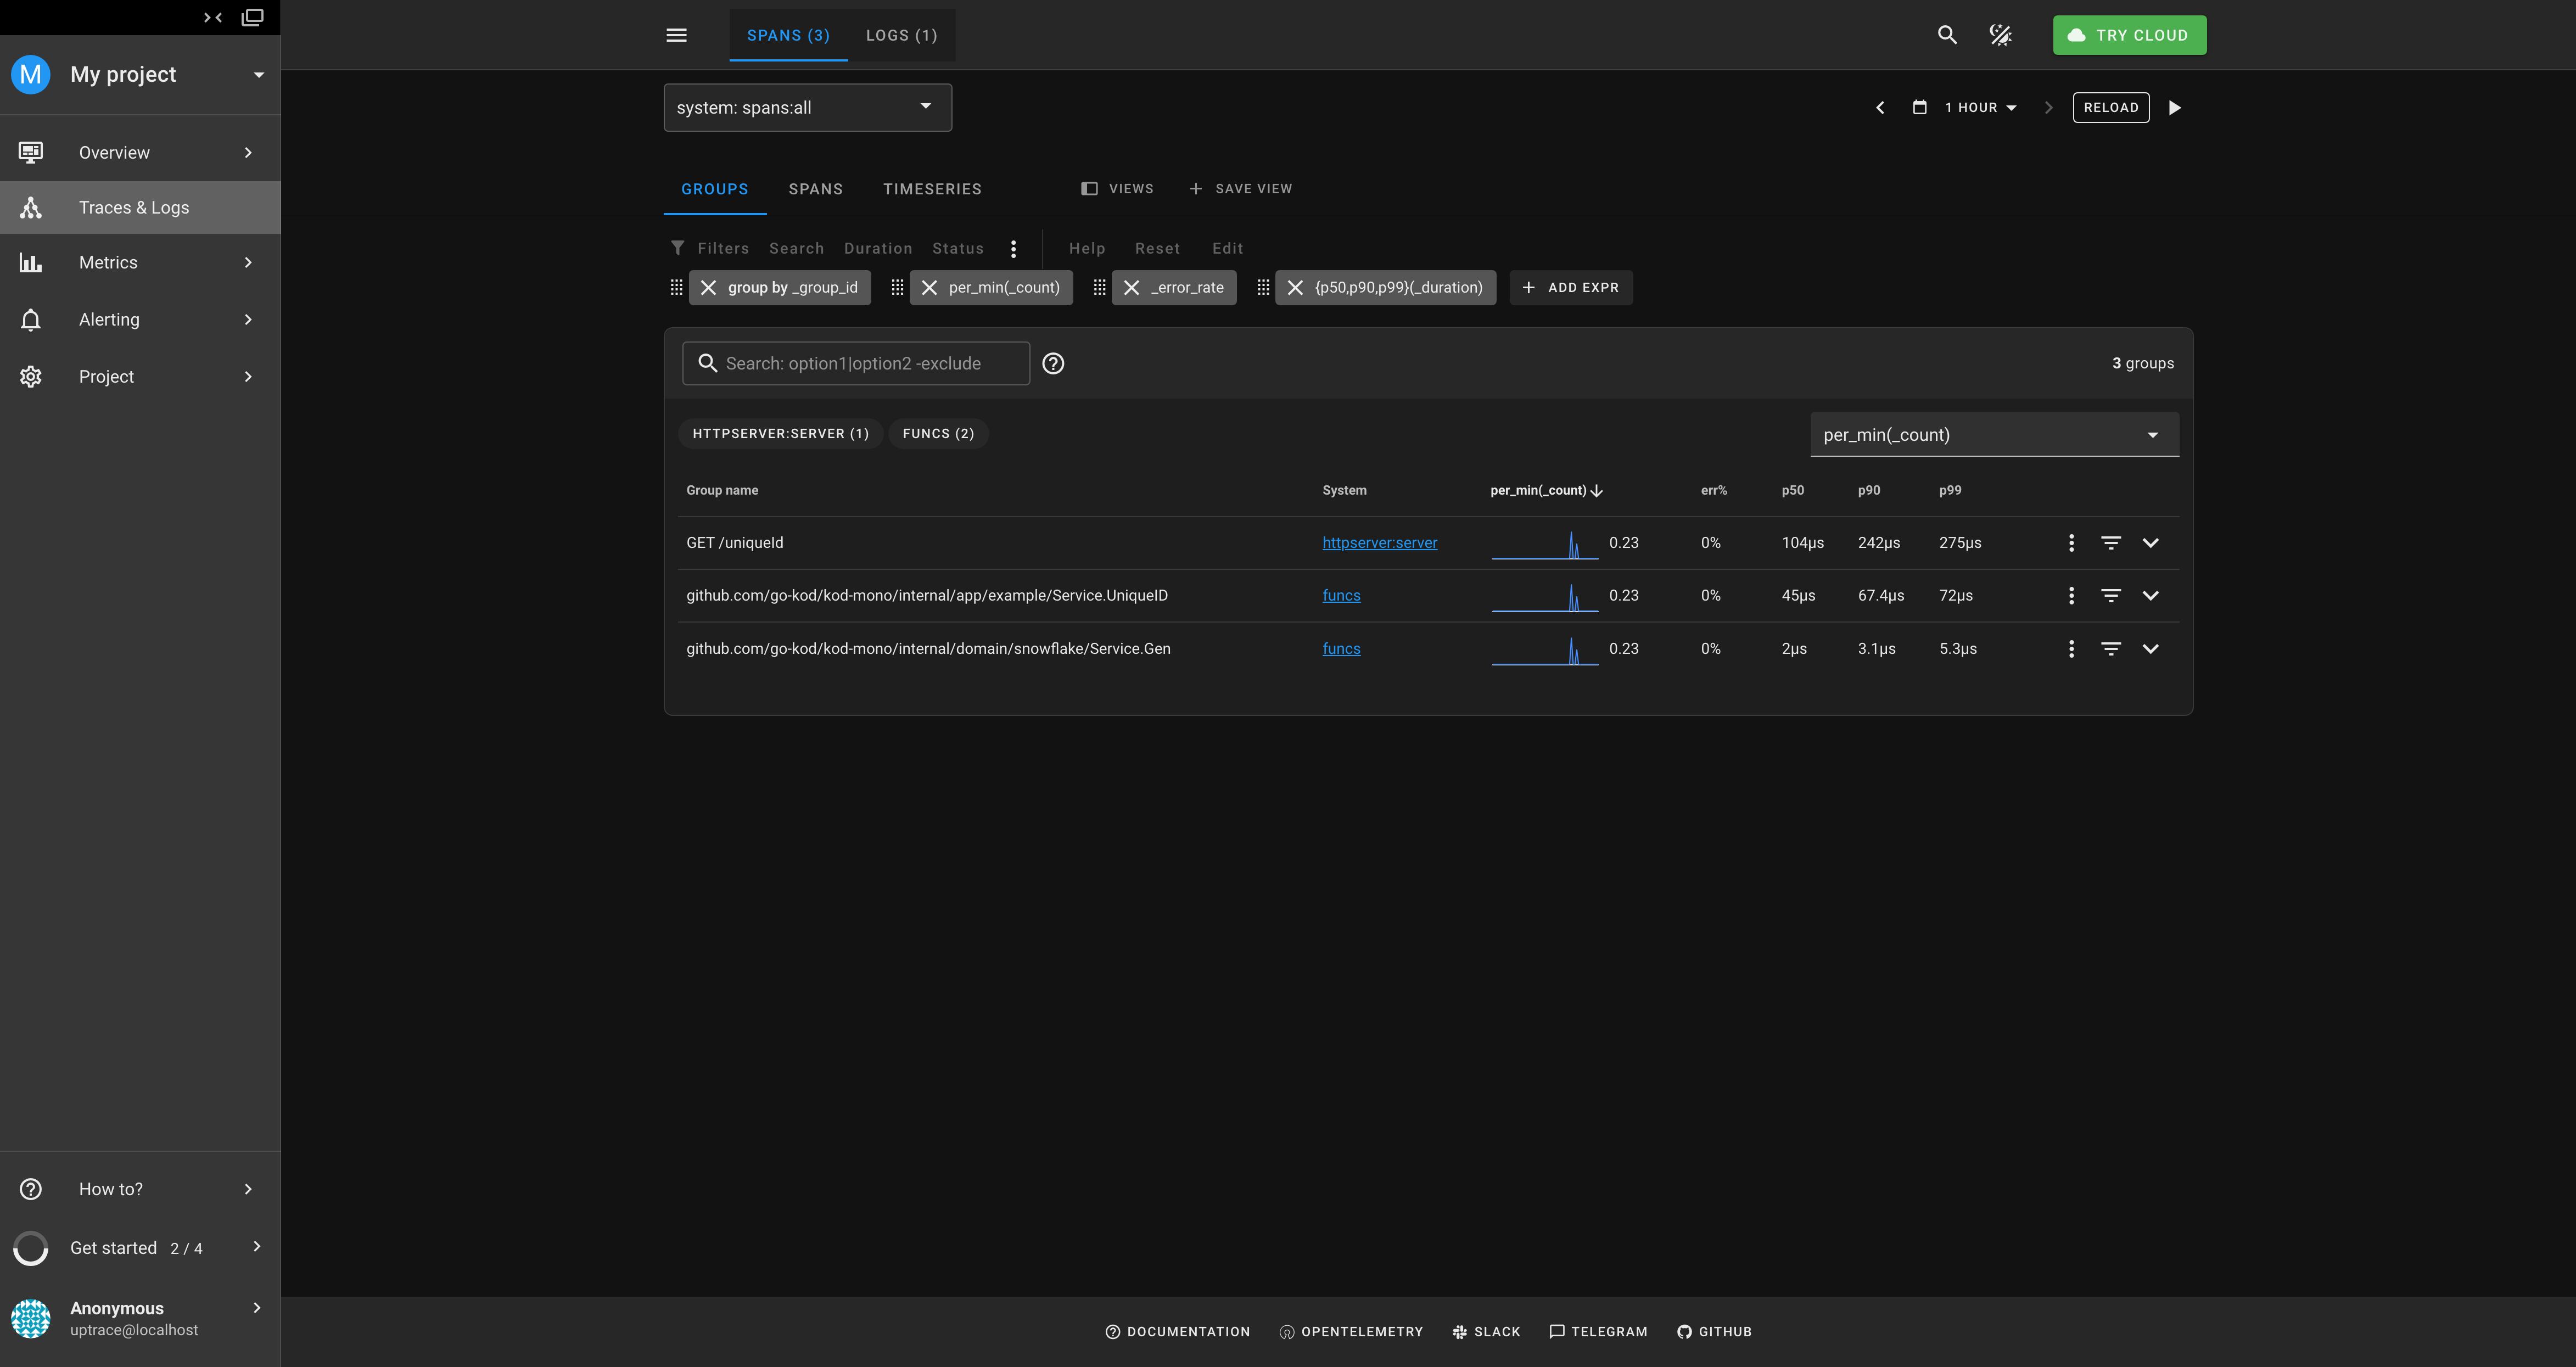 M My project
Overview
Traces & Logs
Metrics
Alerting
Project
How to?
Get started 2 / 4
Anonymous
uptrace@localhost
SPANS (3) LOGS (1)
TRY CLOUD
system: spans:all
1 HOUR RELOAD
GROUPS SPANS TIMESERIES VIEWS SAVE VIEW
Filters Search Duration Status Help Reset Edit
group by _group_id per_min(_count) _error_rate {p50,p90,p99}(_duration) ADD EXPR
Search: option1|option2 -exclude 3 groups
HTTPSERVER:SERVER (1) FUNCS (2) per_min(_count)
Group name System per_min(_count) err% p50 p90 p99
GET /uniqueId httpserver:server 0.23 0% 104µs 242µs 275µs
github.com/go-kod/kod-mono/internal/app/example/Service.UniqueID funcs 0.23 0% 45µs 67.4µs 72µs
github.com/go-kod/kod-mono/internal/domain/snowflake/Service.Gen funcs 0.23 0% 2µs 3.1µs 5.3µs
DOCUMENTATION OPENTELEMETRY SLACK TELEGRAM GITHUB